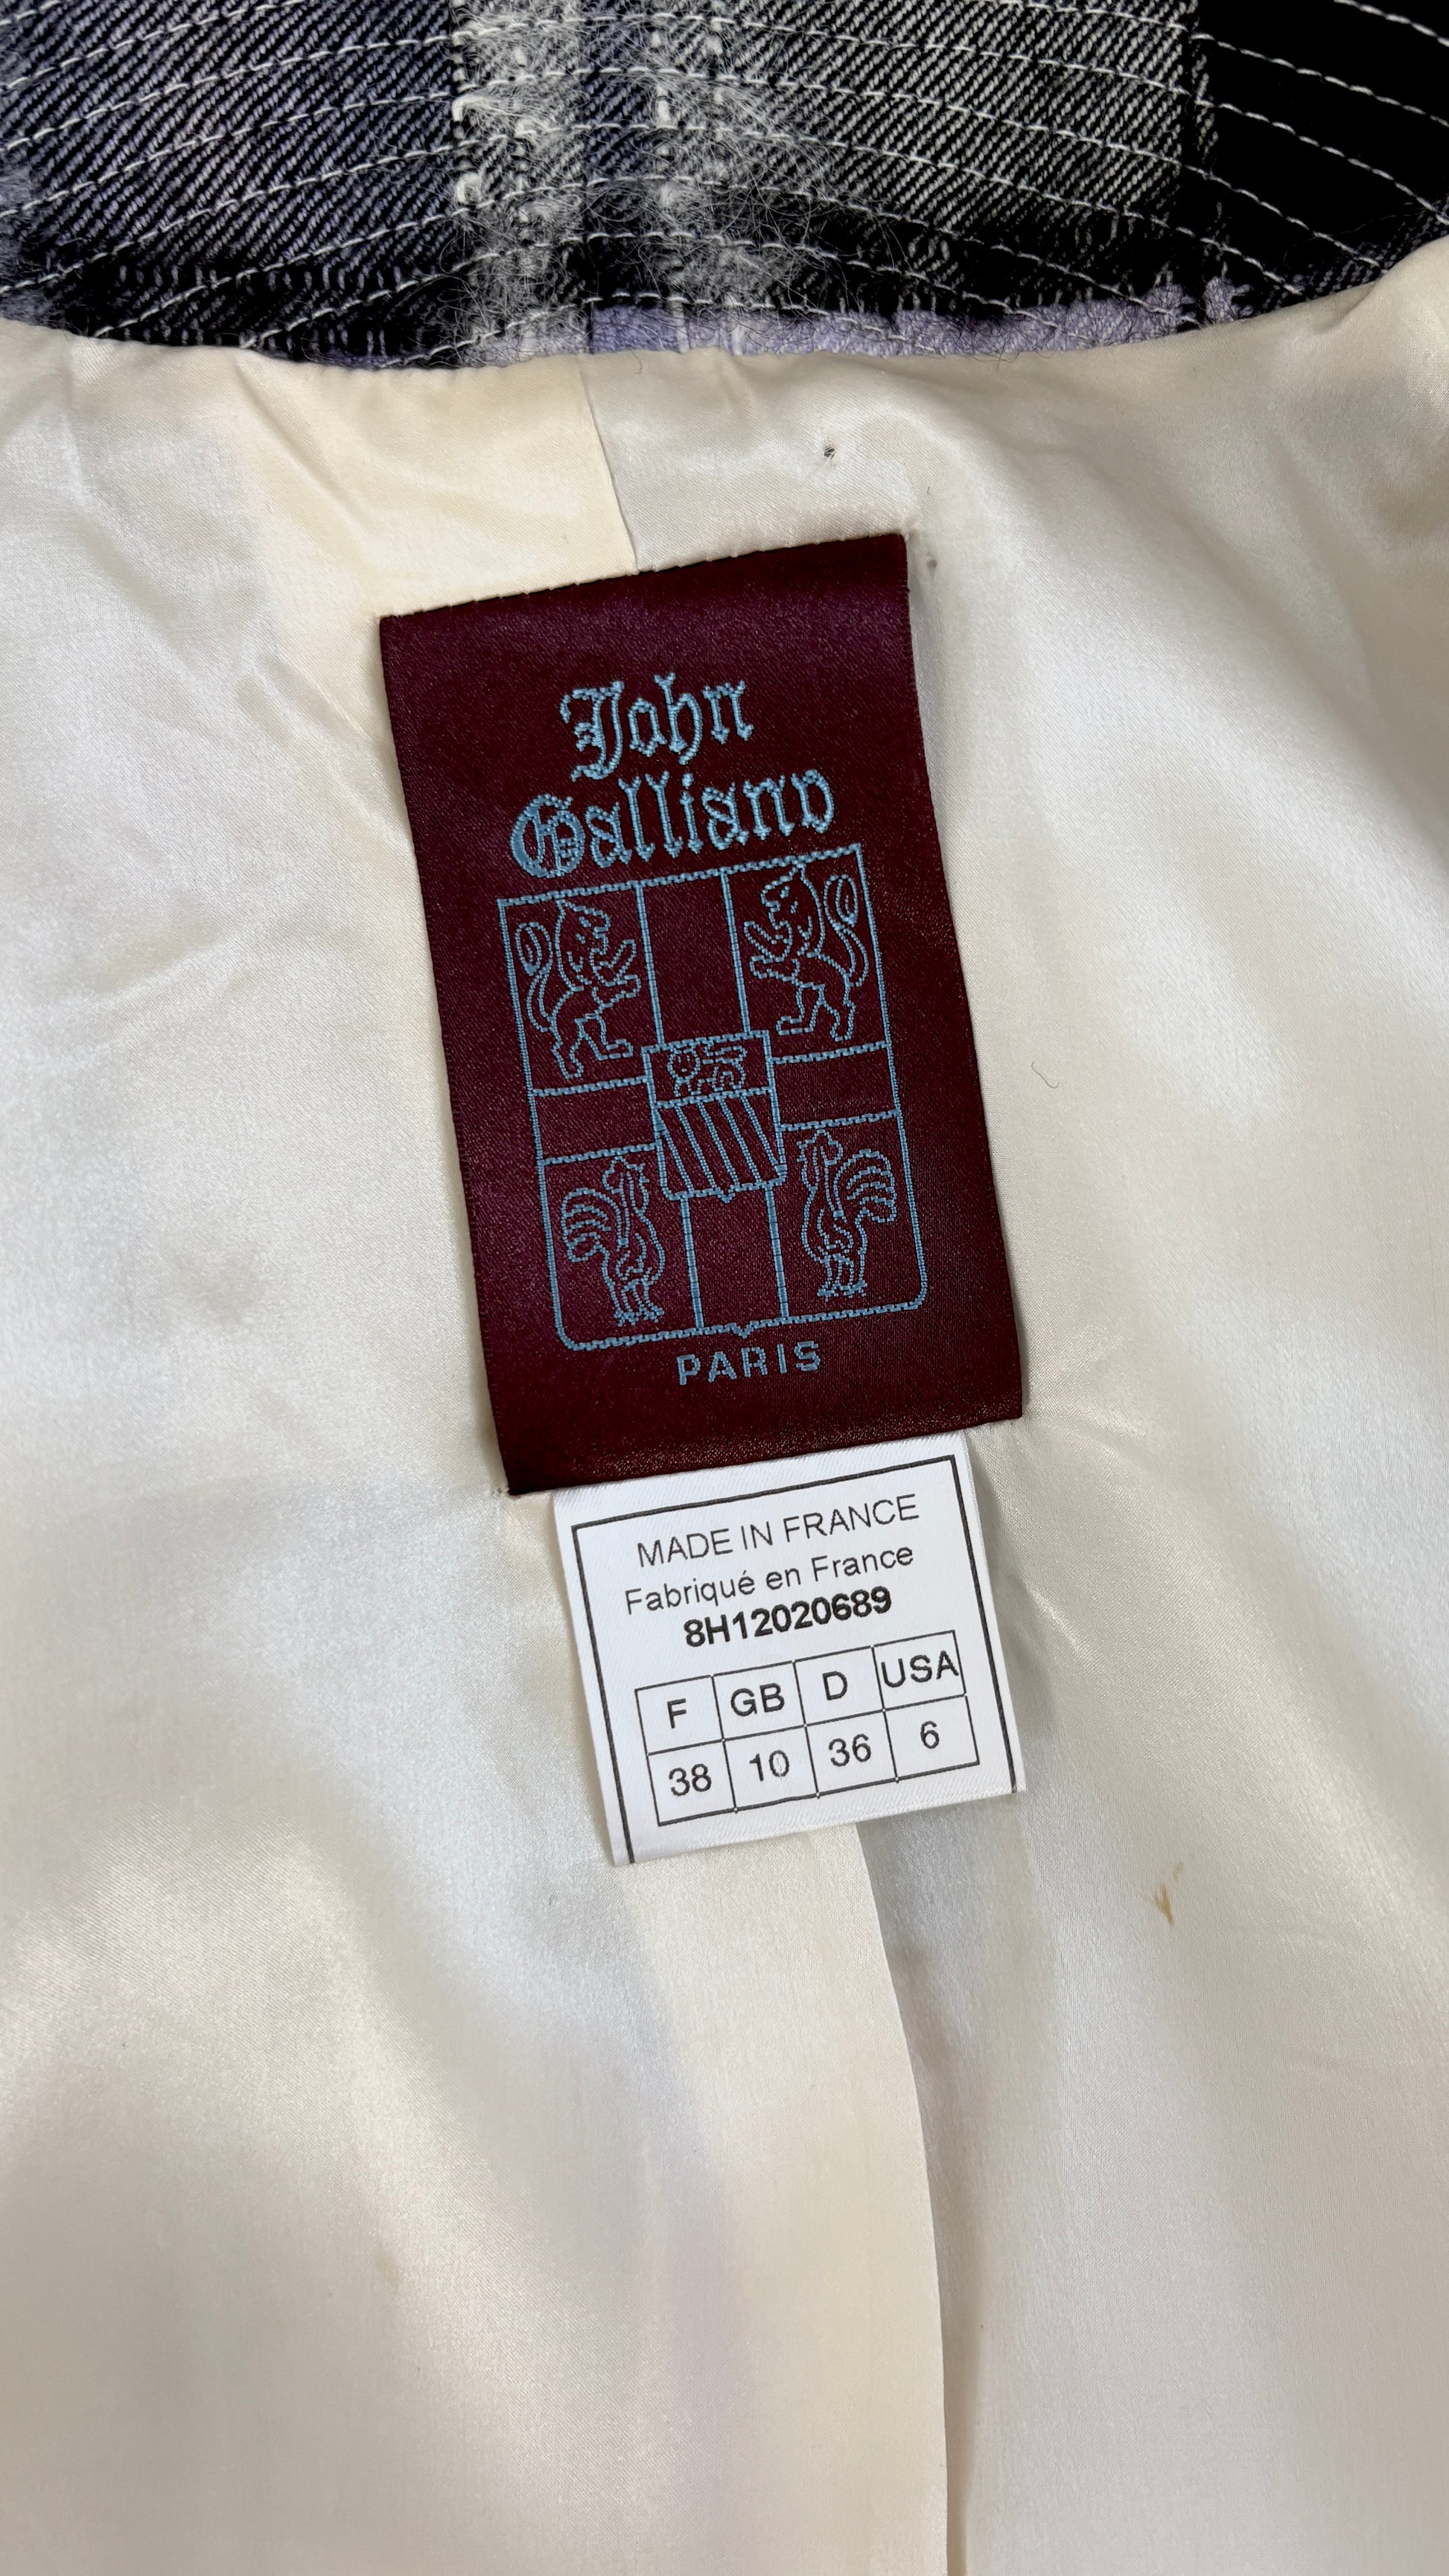 John
Galliano
PARIS
MADE IN FRANCE
Fabriqué en France
8H12020689
F GB D USA
38 10 36 6